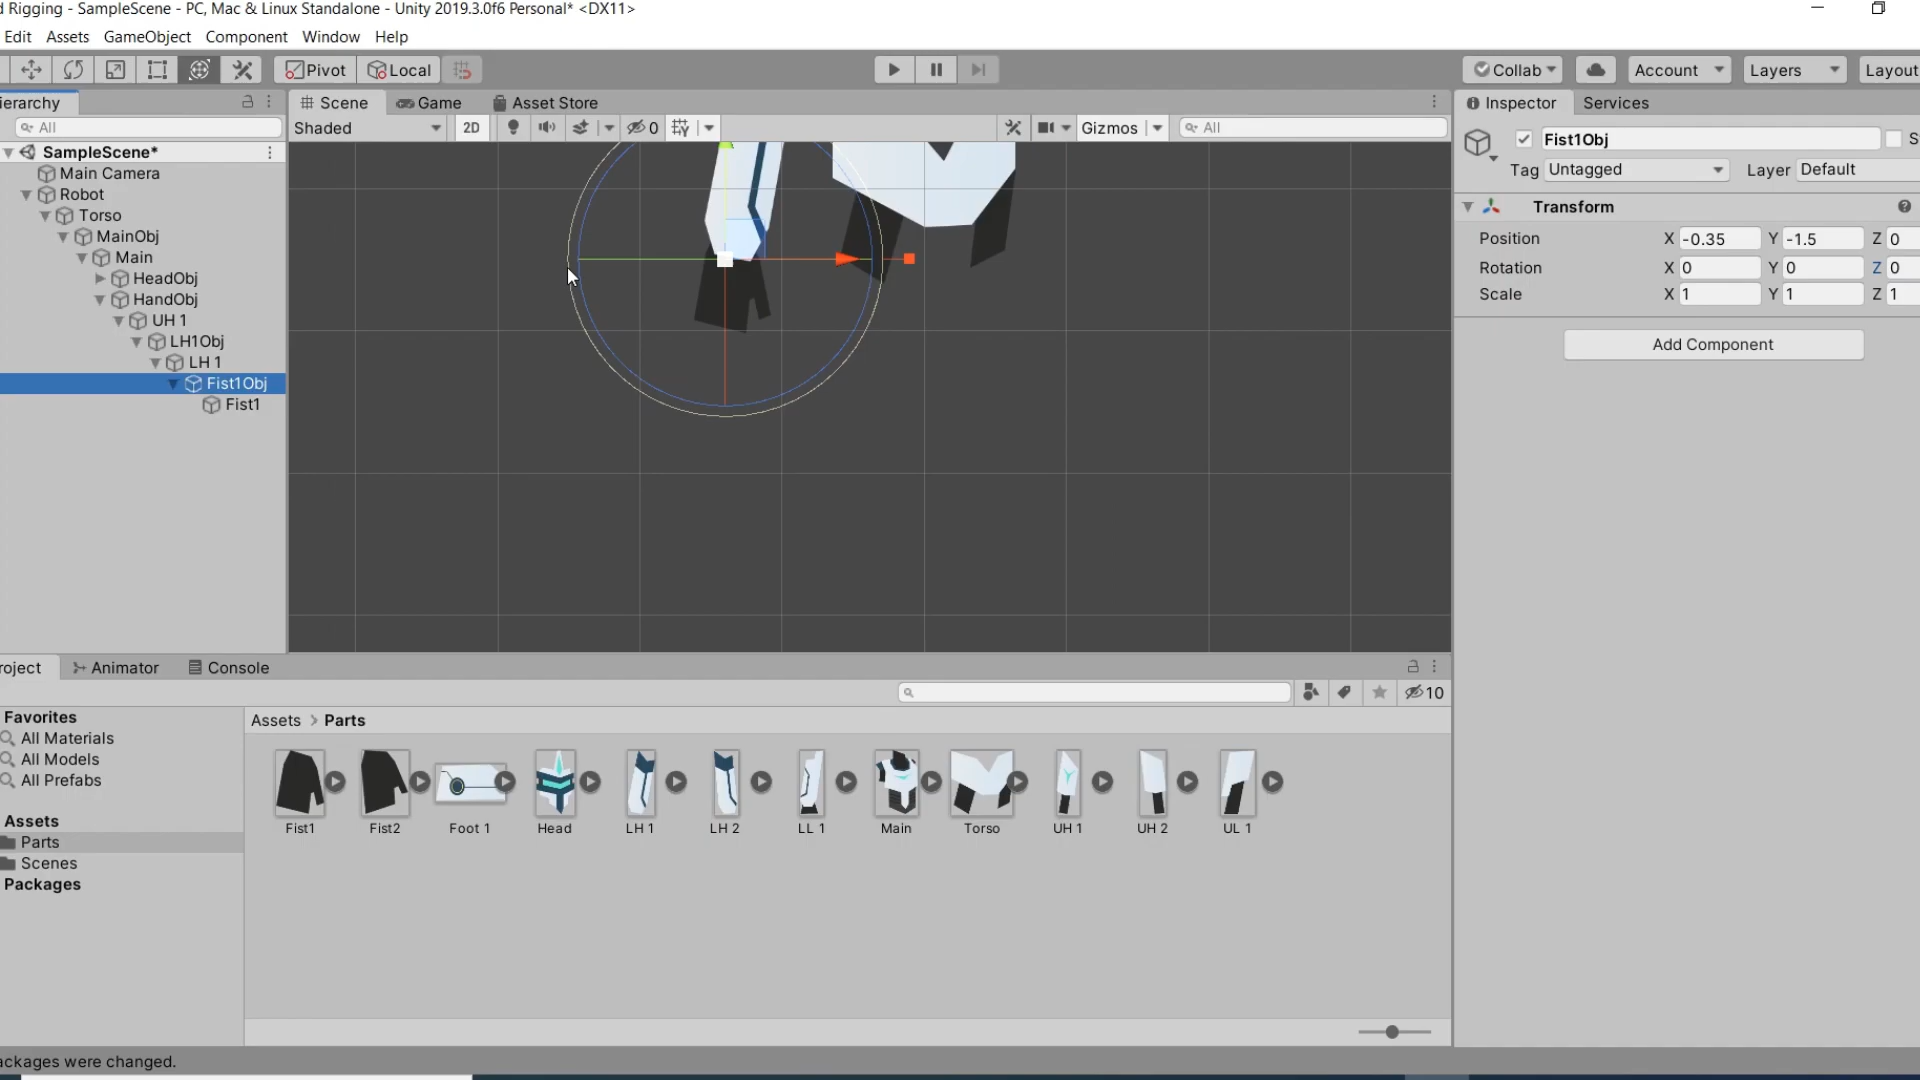 d Rigging - SampleScene - PC, Mac & Linux Standalone - Unity 2019.3.0f6 Personal* <DX11>
Edit Assets GameObject Component Window Help
Pivot Local Collab Account Layers Layout
ierarchy Scene Game Asset Store Inspector Services
All Shaded 2D 0 Gizmos All
Fist1Obj S
SampleScene*
Tag Untagged Layer Default
Main Camera
Robot
Transform
Torso
MainObj
Position X -0.35 Y -1.5 Z 0
Main
Rotation X 0 Y 0 Z 0
HeadObj
Scale X 1 Y 1 Z 1
HandObj
UH 1
LH1Obj
Add Component
LH 1
Fist1Obj
Fist1
roject Animator Console
10
Favorites
Assets > Parts
All Materials
All Models
All Prefabs
Assets
Parts
Scenes
Packages
Fist1 Fist2 Foot 1 Head LH 1 LH 2 LL 1 Main Torso UH 1 UH 2 UL 1
ackages were changed.